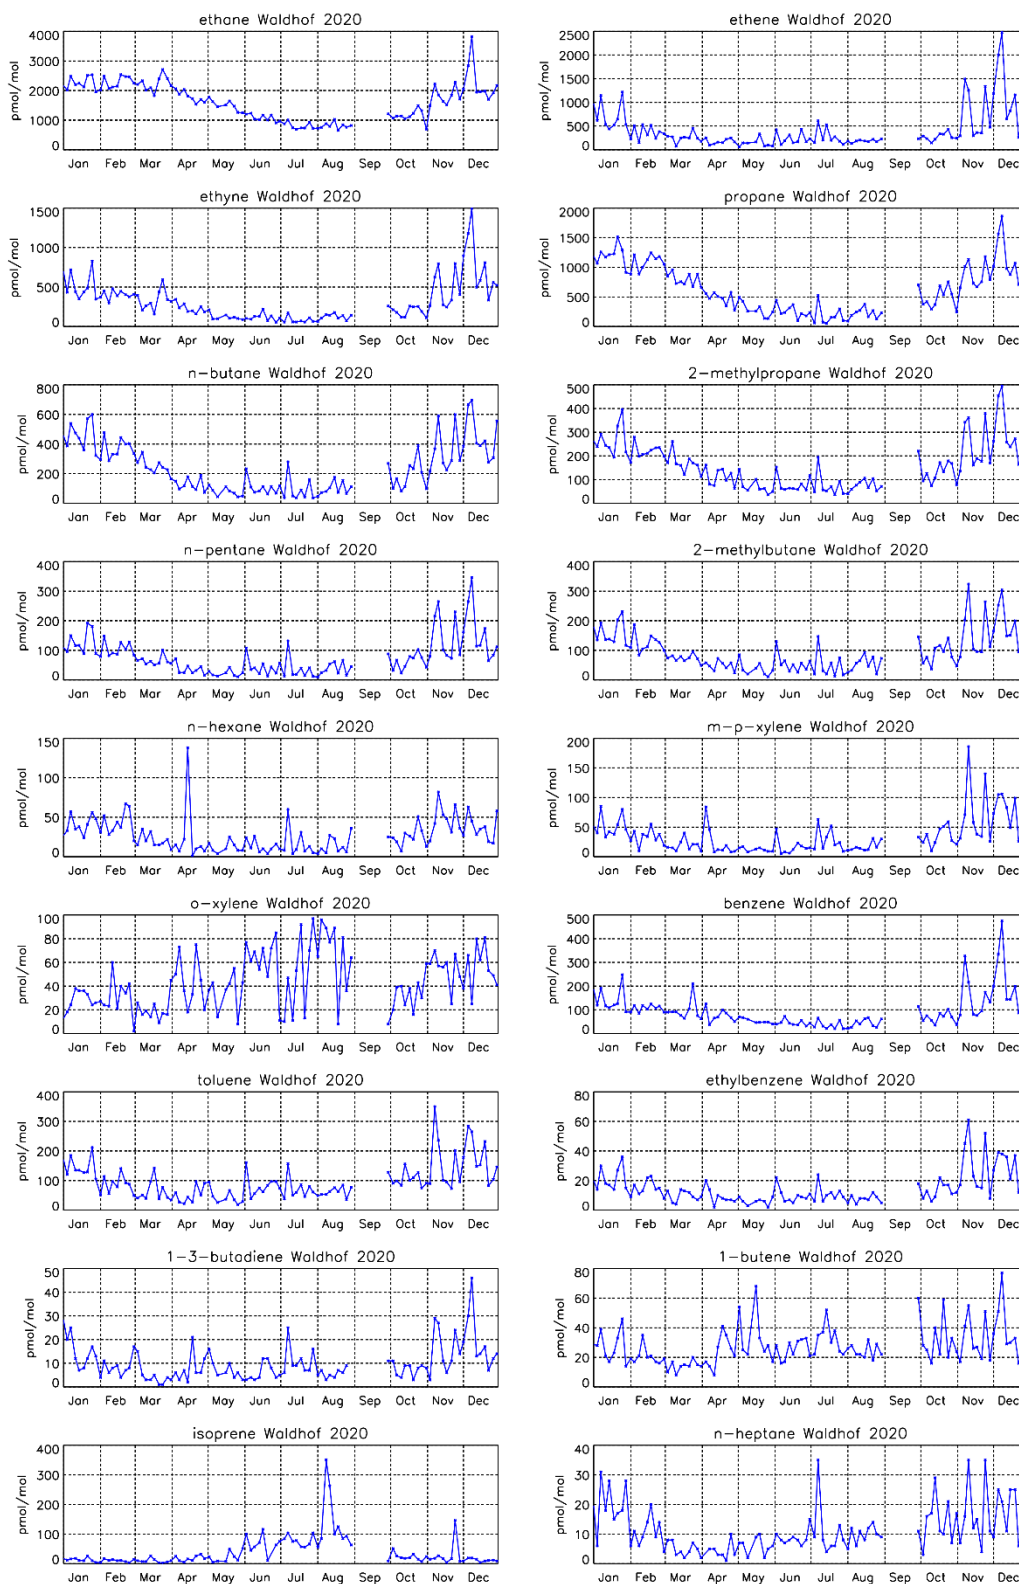 ethane Waldhof 2020
pmol/mol
4000
3000
2000
1000
0
Jan Feb Mar Apr May Jun Jul Aug Sep Oct Nov Dec
ethene Waldhof 2020
pmol/mol
2500
2000
1500
1000
500
0
Jan Feb Mar Apr May Jun Jul Aug Sep Oct Nov Dec
ethyne Waldhof 2020
pmol/mol
1500
1000
500
0
Jan Feb Mar Apr May Jun Jul Aug Sep Oct Nov Dec
propane Waldhof 2020
pmol/mol
2000
1500
1000
500
0
Jan Feb Mar Apr May Jun Jul Aug Sep Oct Nov Dec
n-butane Waldhof 2020
pmol/mol
800
600
400
200
0
Jan Feb Mar Apr May Jun Jul Aug Sep Oct Nov Dec
2-methylpropane Waldhof 2020
pmol/mol
500
400
300
200
100
0
Jan Feb Mar Apr May Jun Jul Aug Sep Oct Nov Dec
n-pentane Waldhof 2020
pmol/mol
400
300
200
100
0
Jan Feb Mar Apr May Jun Jul Aug Sep Oct Nov Dec
2-methylbutane Waldhof 2020
pmol/mol
400
300
200
100
0
Jan Feb Mar Apr May Jun Jul Aug Sep Oct Nov Dec
n-hexane Waldhof 2020
pmol/mol
150
100
50
0
Jan Feb Mar Apr May Jun Jul Aug Sep Oct Nov Dec
m-p-xylene Waldhof 2020
pmol/mol
200
150
100
50
0
Jan Feb Mar Apr May Jun Jul Aug Sep Oct Nov Dec
o-xylene Waldhof 2020
pmol/mol
100
80
60
40
20
0
Jan Feb Mar Apr May Jun Jul Aug Sep Oct Nov Dec
benzene Waldhof 2020
pmol/mol
500
400
300
200
100
0
Jan Feb Mar Apr May Jun Jul Aug Sep Oct Nov Dec
toluene Waldhof 2020
pmol/mol
400
300
200
100
0
Jan Feb Mar Apr May Jun Jul Aug Sep Oct Nov Dec
ethylbenzene Waldhof 2020
pmol/mol
80
60
40
20
0
Jan Feb Mar Apr May Jun Jul Aug Sep Oct Nov Dec
1-3-butadiene Waldhof 2020
pmol/mol
50
40
30
20
10
0
Jan Feb Mar Apr May Jun Jul Aug Sep Oct Nov Dec
1-butene Waldhof 2020
pmol/mol
80
60
40
20
0
Jan Feb Mar Apr May Jun Jul Aug Sep Oct Nov Dec
isoprene Waldhof 2020
pmol/mol
400
300
200
100
0
Jan Feb Mar Apr May Jun Jul Aug Sep Oct Nov Dec
n-heptane Waldhof 2020
pmol/mol
40
30
20
10
0
Jan Feb Mar Apr May Jun Jul Aug Sep Oct Nov Dec